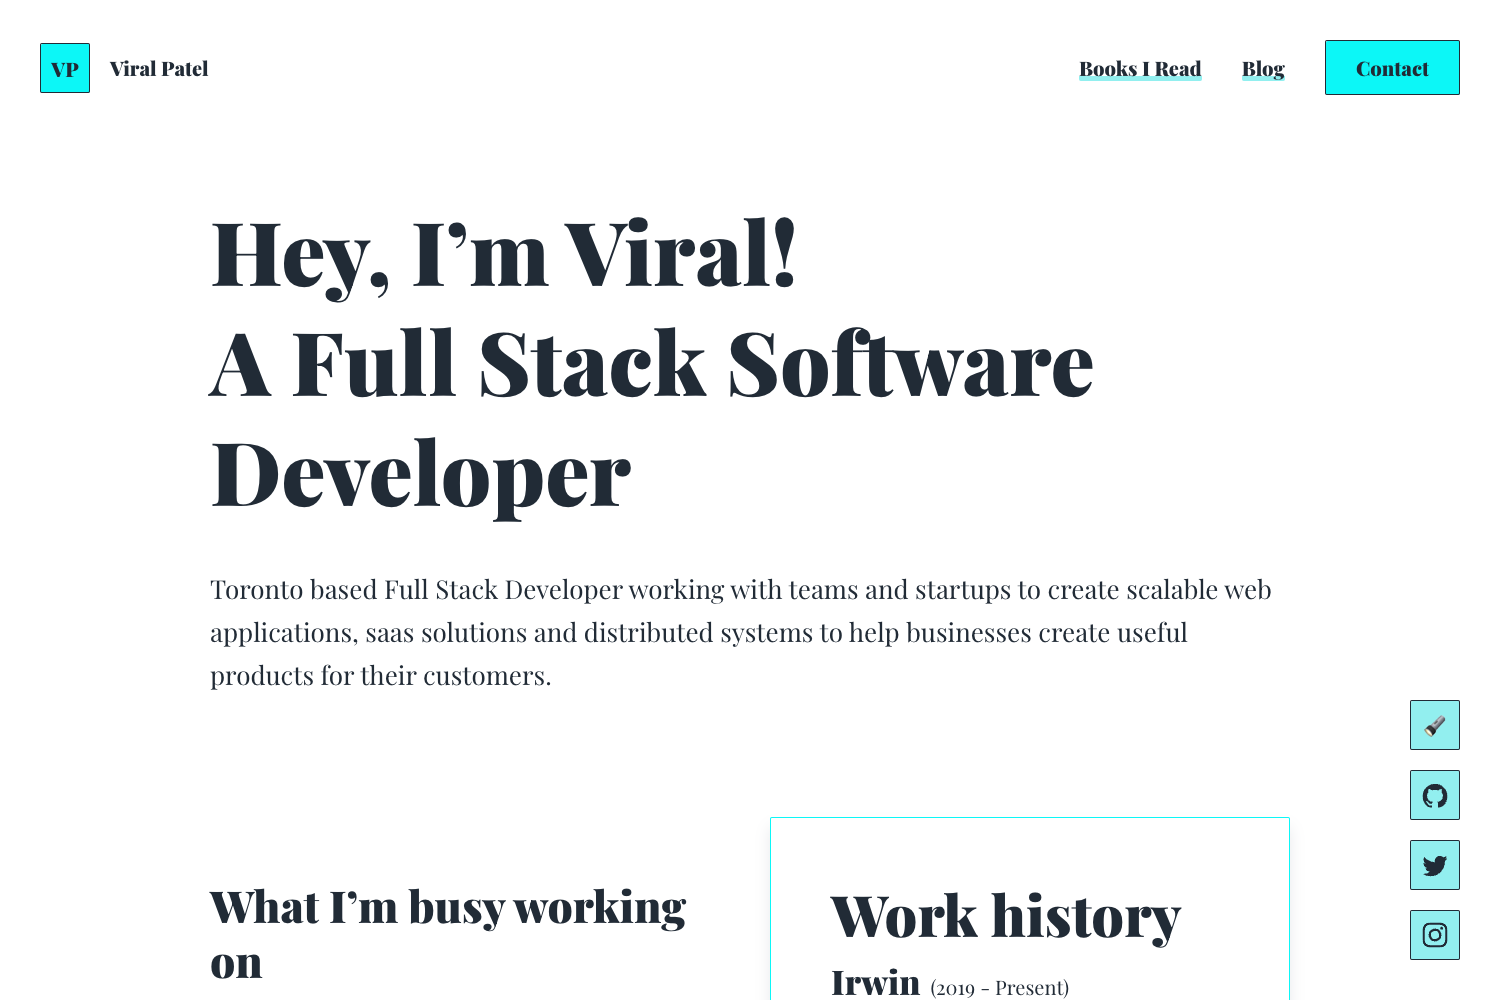 VP
Viral Patel
Books I Read
Blog
Contact
Hey, I’m Viral!
A Full Stack Software
Developer
Toronto based Full Stack Developer working with teams and startups to create scalable web
applications, saas solutions and distributed systems to help businesses create useful
products for their customers.
What I’m busy working
on
Work history
Irwin (2019 - Present)